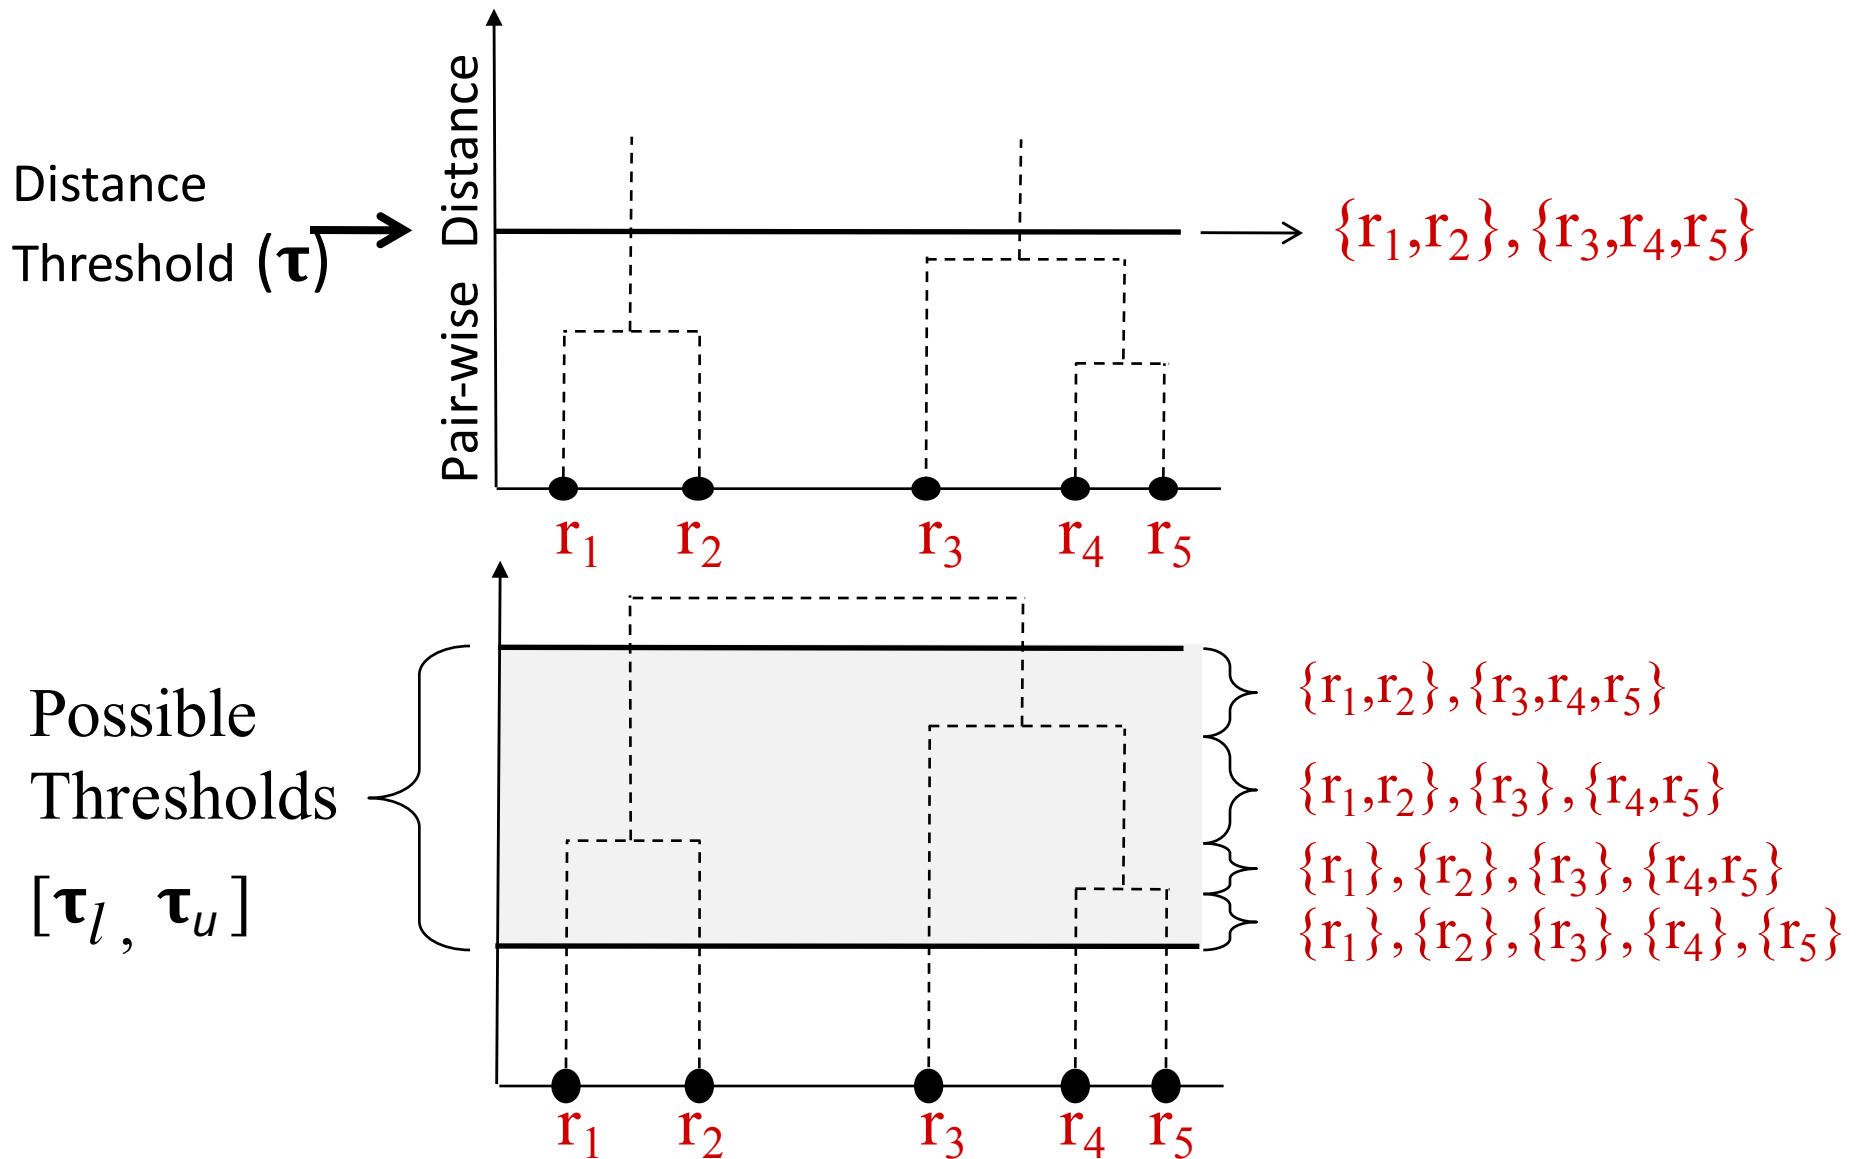 Pair-wise Distance
Distance
Threshold (τ)
{r₁,r₂},{r₃,r₄,r₅}
r₁ r₂ r₃ r₄ r₅
Possible
Thresholds
[τₗ, τᵤ]
{r₁,r₂},{r₃,r₄,r₅}
{r₁,r₂},{r₃},{r₄,r₅}
{r₁},{r₂},{r₃},{r₄,r₅}
{r₁},{r₂},{r₃},{r₄},{r₅}
r₁ r₂ r₃ r₄ r₅